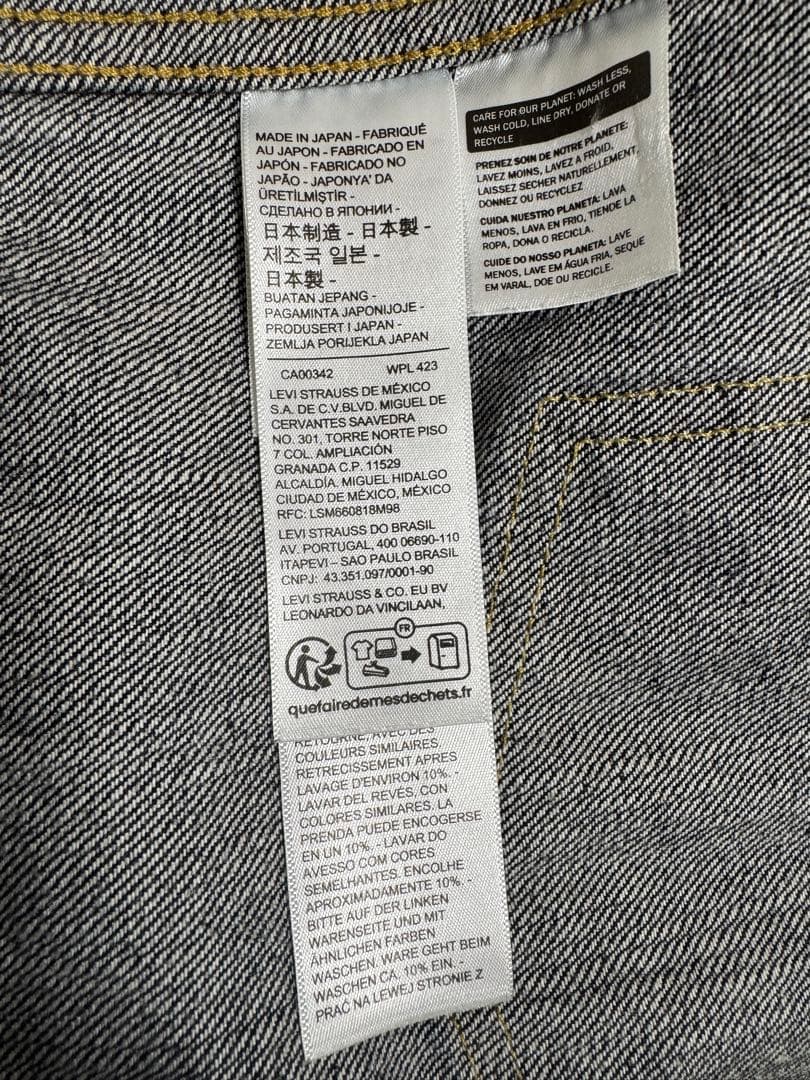 MADE IN JAPAN - FABRIQUÉ
AU JAPON - FABRICADO EN
JAPÓN - FABRICADO NO
JAPÃO - JAPONYA' DA
ÜRETİLMİŞTİR -
СДЕЛАНО В ЯПОНИИ -
日本制造 - 日本製 -
제조국 일본 -
日本製 -
BUATAN JEPANG -
PAGAMINTA JAPONIJOJE -
PRODUSERT I JAPAN -
ZEMLJA PORIJEKLA JAPAN
CA00342 WPL 423
LEVI STRAUSS DE MÉXICO
S.A. DE C.V.BLVD. MIGUEL DE
CERVANTES SAAVEDRA
NO. 301, TORRE NORTE PISO
7 COL. AMPLIACIÓN
GRANADA C.P. 11529
ALCALDÍA. MIGUEL HIDALGO
CIUDAD DE MÉXICO, MÉXICO
RFC: LSM660818M98
LEVI STRAUSS DO BRASIL
AV. PORTUGAL, 400 06690-110
ITAPEVI – SAO PAULO BRASIL
CNPJ: 43.351.097/0001-90
LEVI STRAUSS & CO. EU BV
LEONARDO DA VINCILAAN,
FR
quefairedemesdechets.fr
RETOURNE, AVEC DES
COULEURS SIMILAIRES,
RETRECISSEMENT APRES
LAVAGE D'ENVIRON 10%. -
LAVAR DEL REVÉS, CON
COLORES SIMILARES. LA
PRENDA PUEDE ENCOGERSE
EN UN 10%. - LAVAR DO
AVESSO COM CORES
SEMELHANTES. ENCOLHE
APROXIMADAMENTE 10%. -
BITTE AUF DER LINKEN
WARENSEITE UND MIT
ÄHNLICHEN FARBEN
WASCHEN. WARE GEHT BEIM
WASCHEN CA. 10% EIN. -
PRAĆ NA LEWEJ STRONIE Z
CARE FOR OUR PLANET: WASH LESS,
WASH COLD, LINE DRY, DONATE OR
RECYCLE
PRENEZ SOIN DE NOTRE PLANETE:
LAVEZ MOINS, LAVEZ A FROID,
LAISSEZ SECHER NATURELLEMENT,
DONNEZ OU RECYCLEZ
CUIDA NUESTRO PLANETA: LAVA
MENOS, LAVA EN FRIO, TIENDE LA
ROPA, DONA O RECICLA.
CUIDE DO NOSSO PLANETA: LAVE
MENOS, LAVE EM ÁGUA FRIA, SEQUE
EM VARAL, DOE OU RECICLE.